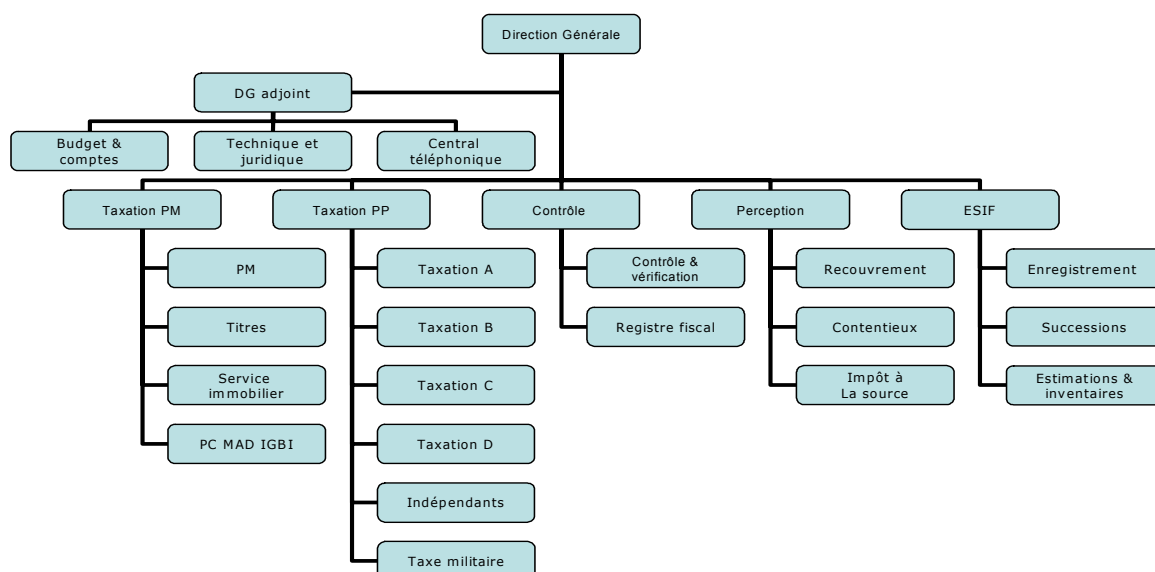 Direction Générale
DG adjoint
Budget &
comptes
Technique et
juridique
Central
téléphonique
Taxation PM
Taxation PP
Contrôle
Perception
ESIF
PM
Titres
Service
immobilier
PC MAD IGBI
Taxation A
Taxation B
Taxation C
Taxation D
Indépendants
Taxe militaire
Contrôle &
vérification
Registre fiscal
Recouvrement
Contentieux
Impôt à
La source
Enregistrement
Successions
Estimations &
inventaires